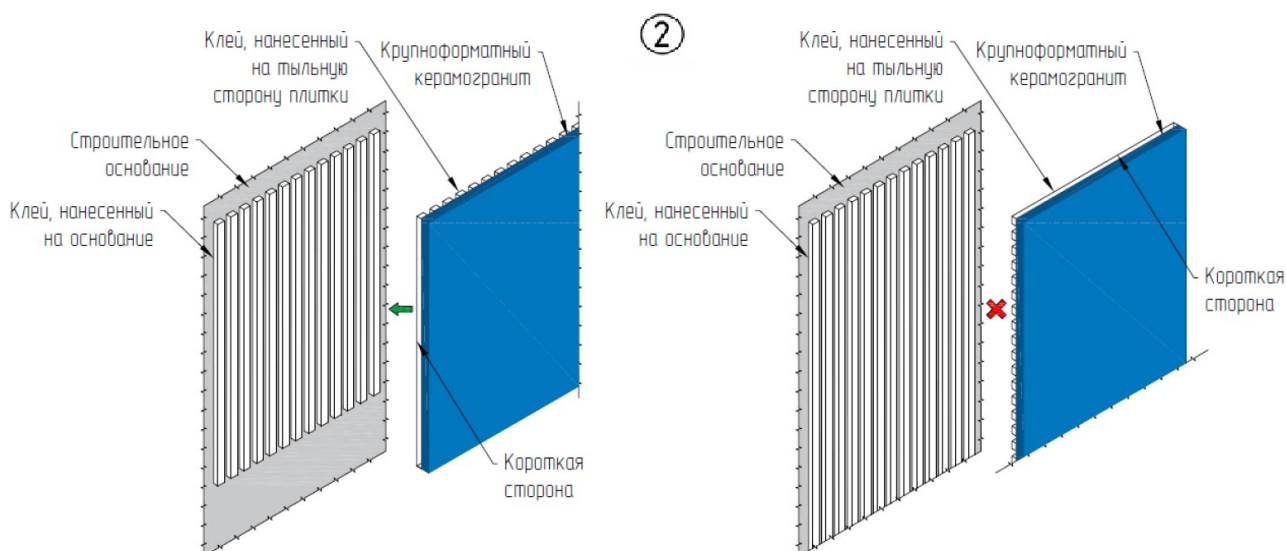 Клей, нанесенный
на тыльную
сторону плитки
Крупноформатный
керамогранит
Строительное
основание
Клей, нанесенный
на основание
Короткая
сторона
2
Клей, нанесенный
на тыльную
сторону плитки
Крупноформатный
керамогранит
Строительное
основание
Клей, нанесенный
на основание
Короткая
сторона